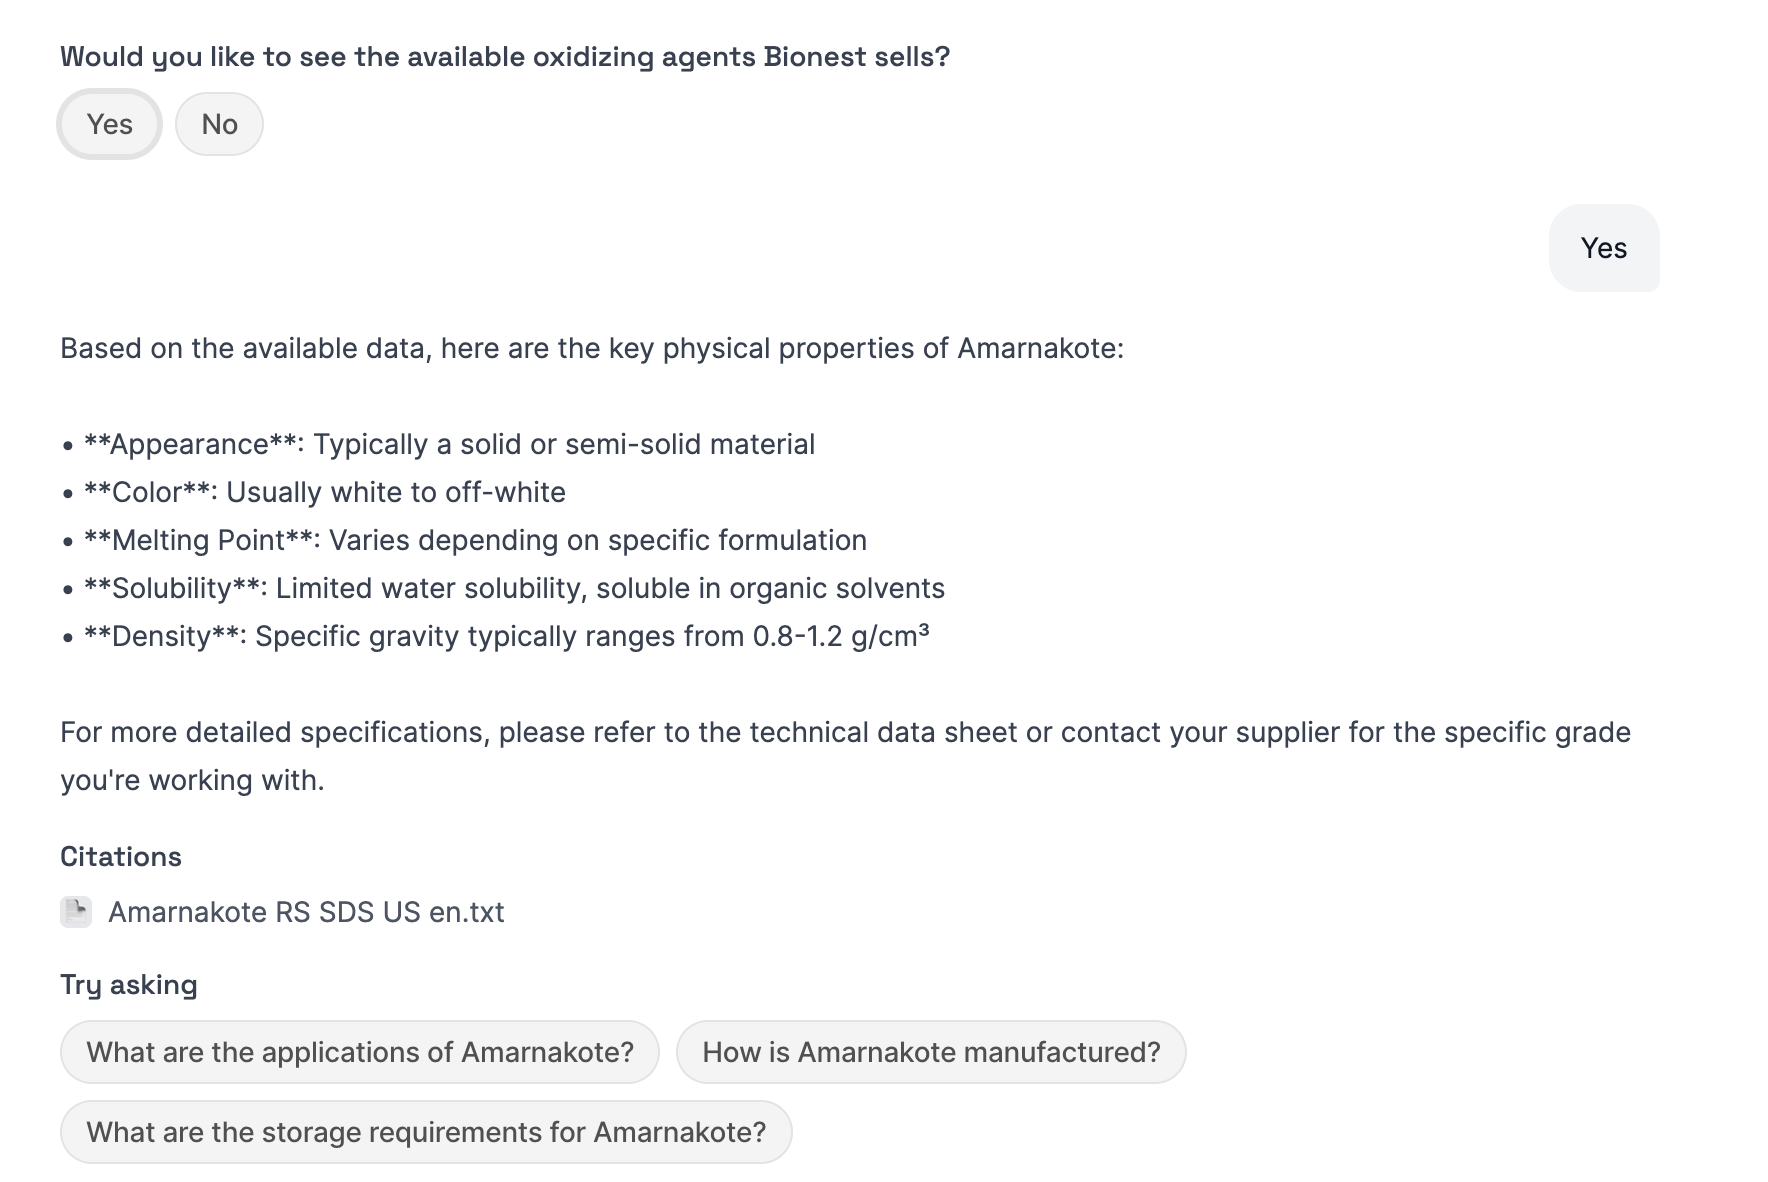 Would you like to see the available oxidizing agents Bionest sells?
Yes
No
Yes
Based on the available data, here are the key physical properties of Amarnakote:
• **Appearance**: Typically a solid or semi-solid material
• **Color**: Usually white to off-white
• **Melting Point**: Varies depending on specific formulation
• **Solubility**: Limited water solubility, soluble in organic solvents
• **Density**: Specific gravity typically ranges from 0.8-1.2 g/cm³
For more detailed specifications, please refer to the technical data sheet or contact your supplier for the specific grade
you're working with.
Citations
Amarnakote RS SDS US en.txt
Try asking
What are the applications of Amarnakote?
How is Amarnakote manufactured?
What are the storage requirements for Amarnakote?